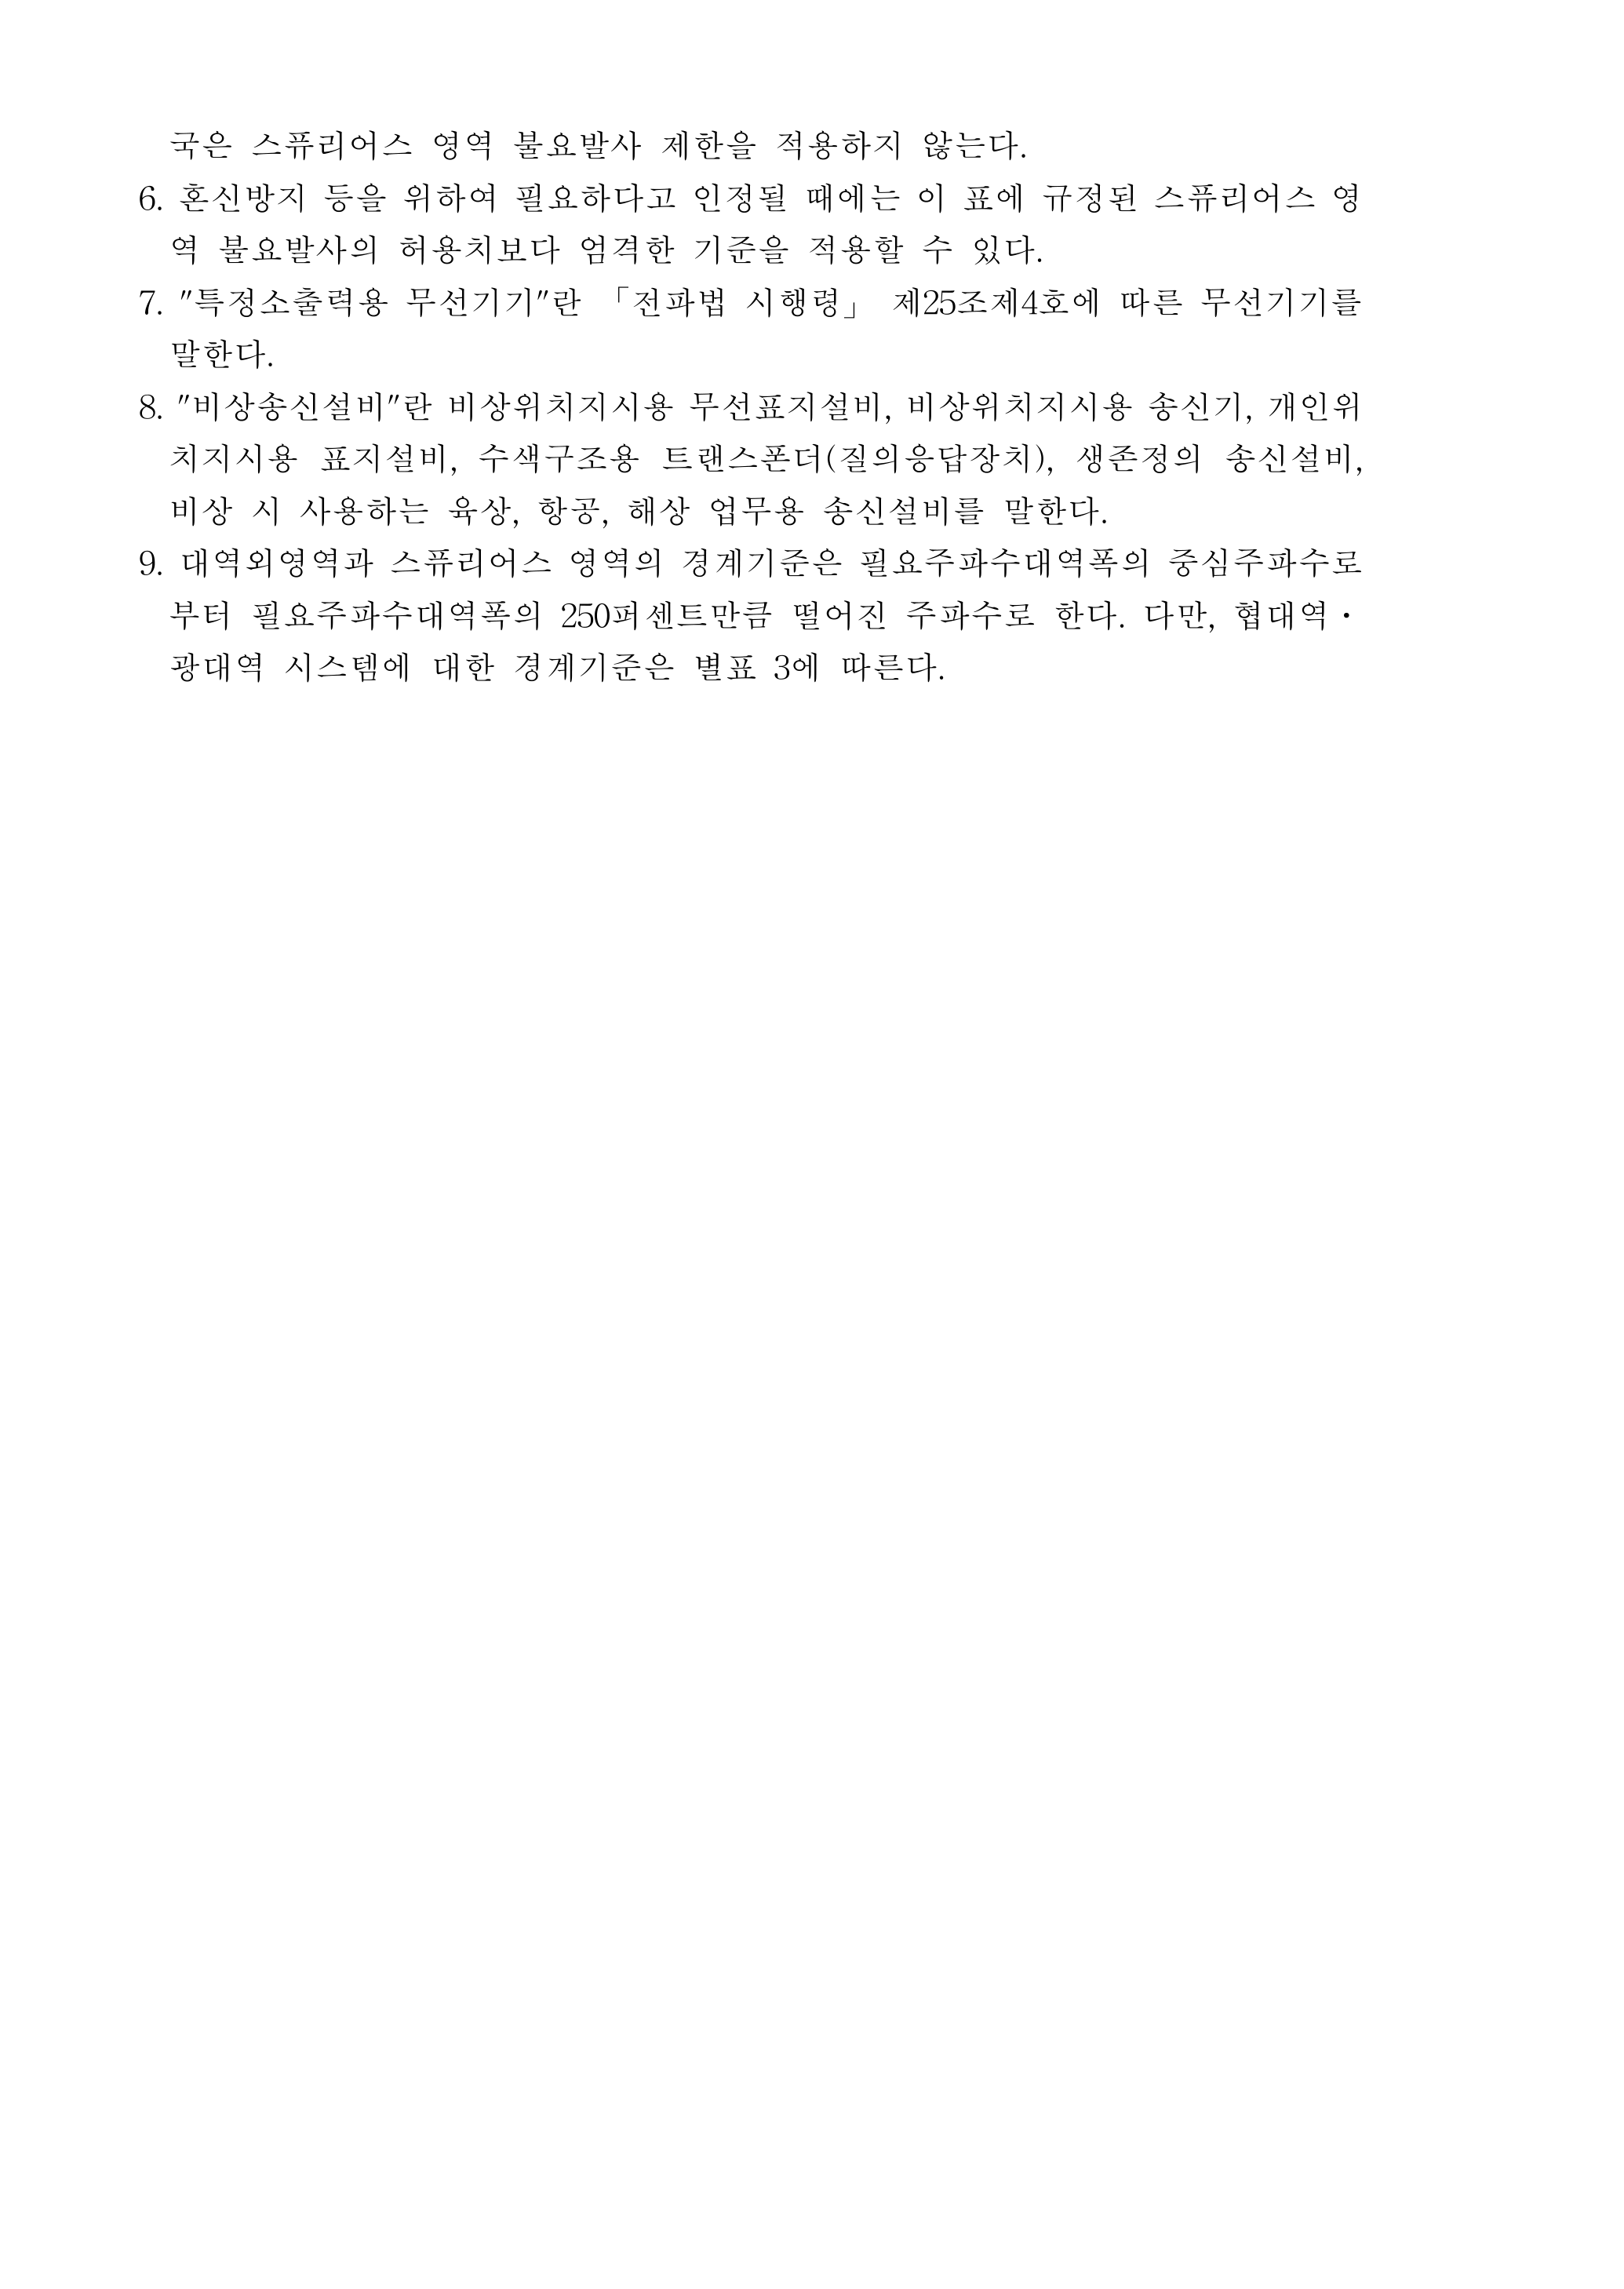 국은 스퓨리어스 영역 불요발사 제한을 적용하지 않는다.
6. 혼신방지 등을 위하여 필요하다고 인정될 때에는 이 표에 규정된 스퓨리어스 영
역 불요발사의 허용치보다 엄격한 기준을 적용할 수 있다.
7. "특정소출력용 무선기기"란 「전파법 시행령」 제25조제4호에 따른 무선기기를
말한다.
8. "비상송신설비"란 비상위치지시용 무선표지설비, 비상위치지시용 송신기, 개인위
치지시용 표지설비, 수색구조용 트랜스폰더(질의응답장치), 생존정의 송신설비,
비상 시 사용하는 육상, 항공, 해상 업무용 송신설비를 말한다.
9. 대역외영역과 스퓨리어스 영역의 경계기준은 필요주파수대역폭의 중심주파수로
부터 필요주파수대역폭의 250퍼센트만큼 떨어진 주파수로 한다. 다만, 협대역·
광대역 시스템에 대한 경계기준은 별표 3에 따른다.